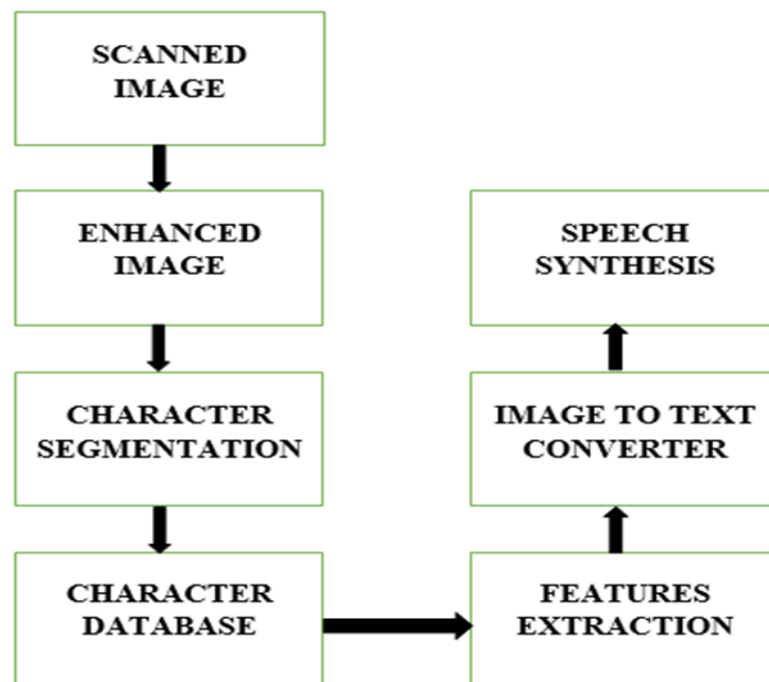 SCANNED
IMAGE
ENHANCED
IMAGE
CHARACTER
SEGMENTATION
CHARACTER
DATABASE
FEATURES
EXTRACTION
IMAGE TO TEXT
CONVERTER
SPEECH
SYNTHESIS